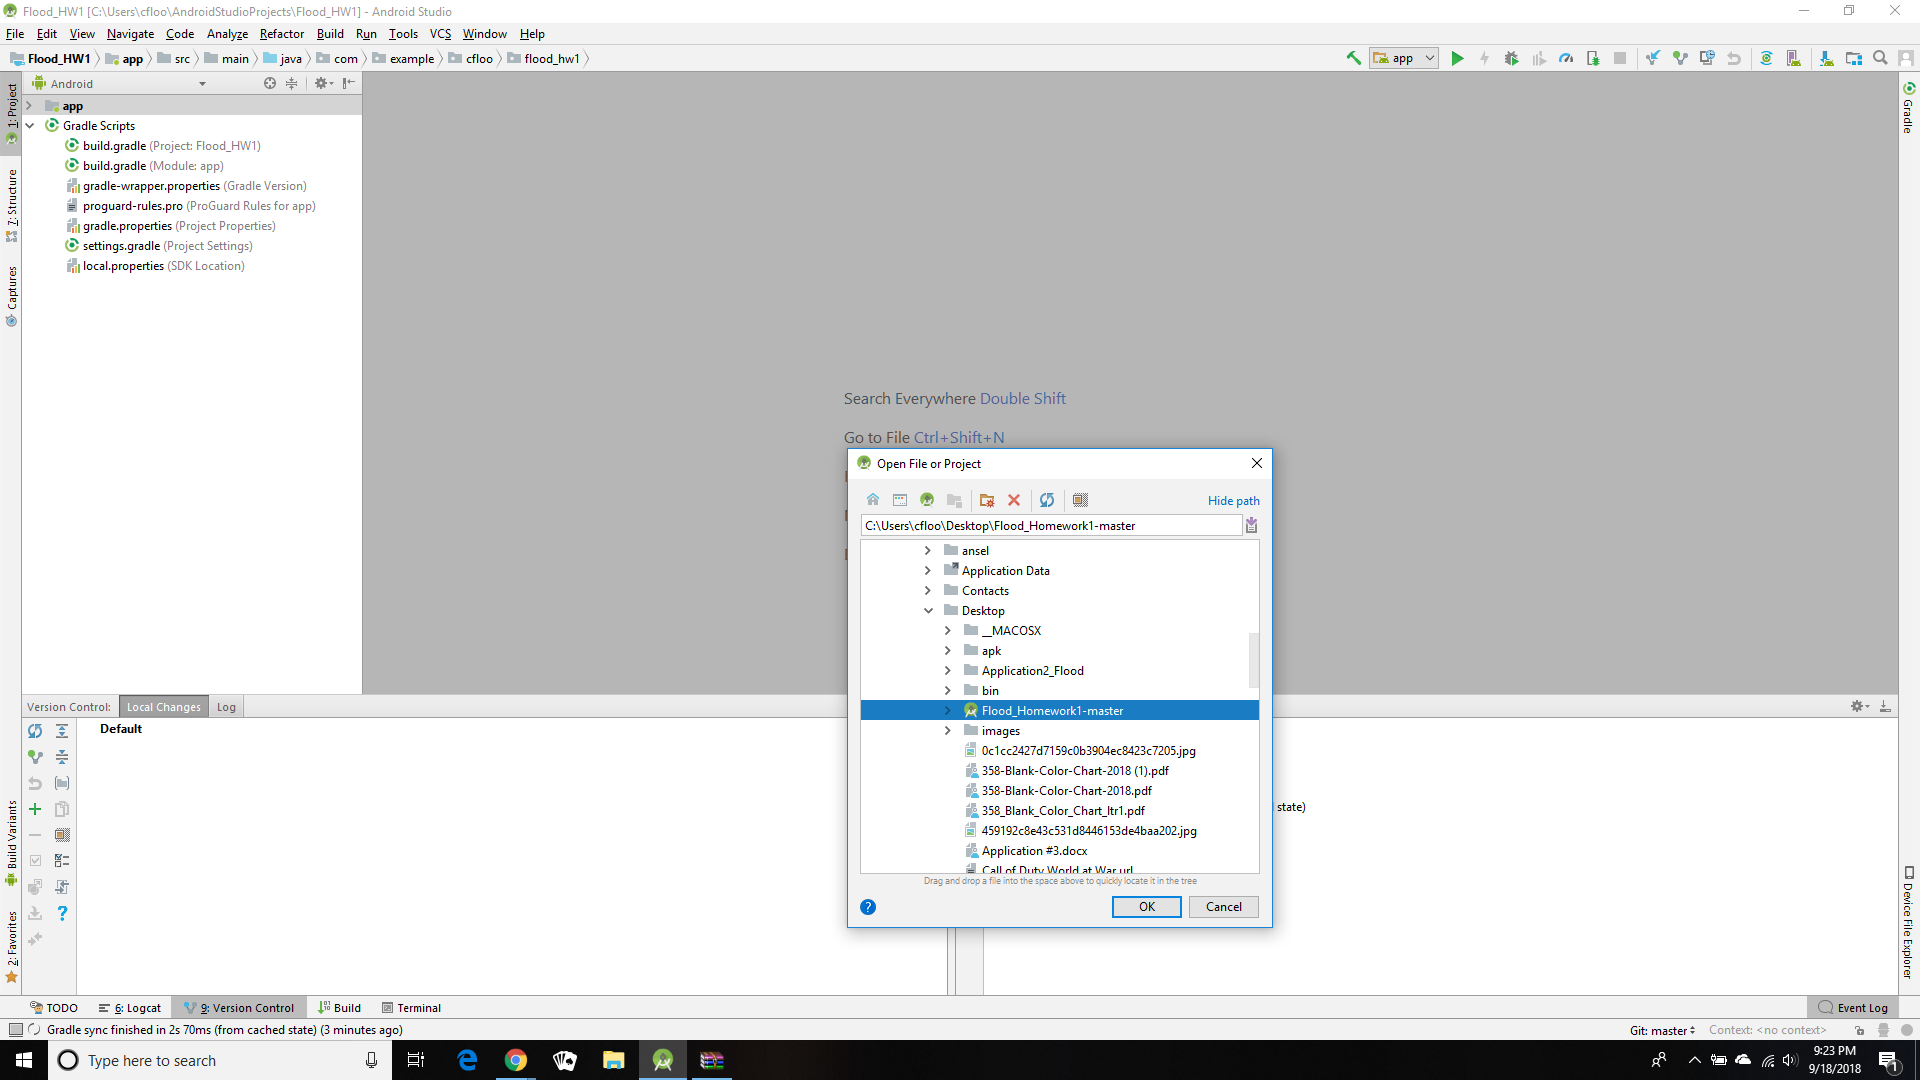 Flood_HW1 [C:\Users\cfloo\AndroidStudioProjects\Flood_HW1] - Android Studio
File Edit View Navigate Code Analyze Refactor Build Run Tools VCS Window Help
Flood_HW1 app src main java com example cfloo flood_hw1 app
Android
app
Gradle Scripts
build.gradle (Project: Flood_HW1)
build.gradle (Module: app)
gradle-wrapper.properties (Gradle Version)
proguard-rules.pro (ProGuard Rules for app)
gradle.properties (Project Properties)
settings.gradle (Project Settings)
local.properties (SDK Location)
1: Project
7: Structure
Captures
Build Variants
2: Favorites
Gradle
Device File Explorer
Search Everywhere Double Shift
Go to File Ctrl+Shift+N
Open File or Project
Hide path
C:\Users\cfloo\Desktop\Flood_Homework1-master
ansel
Application Data
Contacts
Desktop
__MACOSX
apk
Application2_Flood
bin
Flood_Homework1-master
images
0c1cc2427d7159c0b3904ec8423c7205.jpg
358-Blank-Color-Chart-2018 (1).pdf
358-Blank-Color-Chart-2018.pdf
358_Blank_Color_Chart_ltr1.pdf
459192c8e43c531d8446153de4baa202.jpg
Application #3.docx
Call of Duty World at War.url
Drag and drop a file into the space above to quickly locate it in the tree
? OK Cancel
Version Control: Local Changes Log
Default
state)
TODO 6: Logcat 9: Version Control Build Terminal Event Log
Gradle sync finished in 2s 70ms (from cached state) (3 minutes ago) Git: master Context: <no context>
Type here to search
9:23 PM
9/18/2018
1